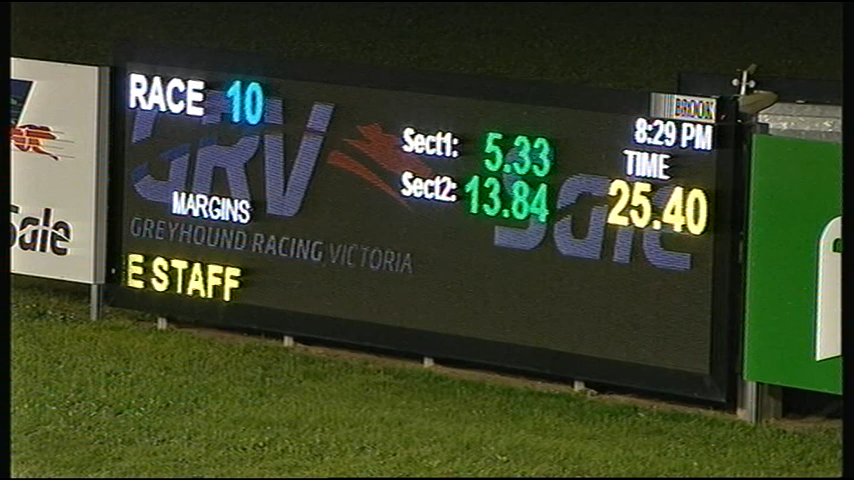 RACE 10
GRV
Sect1: 5.33
Sect2: 13.84
BROOK
8:29 PM
TIME
25.40
MARGINS
Sale
GREYHOUND RACING VICTORIA
E STAFF
Sale